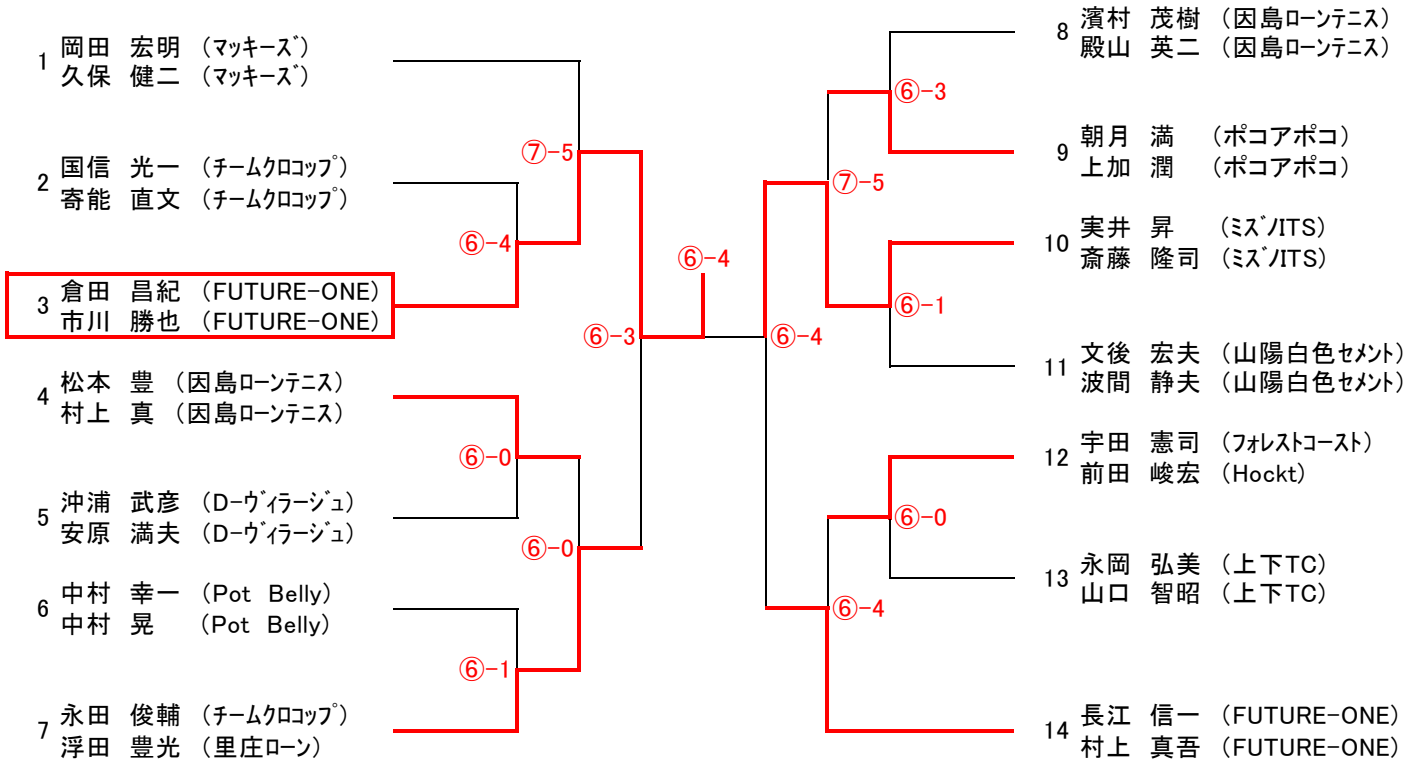 1 岡田 宏明 (マッキーズ)
久保 健二 (マッキーズ)
2 国信 光一 (チームクロコップ)
寄能 直文 (チームクロコップ)
3 倉田 昌紀 (FUTURE-ONE)
市川 勝也 (FUTURE-ONE)
4 松本 豊 (因島ローンテニス)
村上 真 (因島ローンテニス)
5 沖浦 武彦 (D-ヴィラージュ)
安原 満夫 (D-ヴィラージュ)
6 中村 幸一 (Pot Belly)
中村 晃 (Pot Belly)
7 永田 俊輔 (チームクロコップ)
浮田 豊光 (里庄ローン)
⑦-5
⑥-4
⑥-3
⑥-0
⑥-0
⑥-1
⑥-4
8 濱村 茂樹 (因島ローンテニス)
殿山 英二 (因島ローンテニス)
9 朝月 満 (ポコアポコ)
上加 潤 (ポコアポコ)
10 実井 昇 (ミズノITS)
斎藤 隆司 (ミズノITS)
11 文後 宏夫 (山陽白色セメント)
波間 静夫 (山陽白色セメント)
12 宇田 憲司 (フォレストコースト)
前田 峻宏 (Hockt)
13 永岡 弘美 (上下TC)
山口 智昭 (上下TC)
14 長江 信一 (FUTURE-ONE)
村上 真吾 (FUTURE-ONE)
⑥-3
⑦-5
⑥-1
⑥-4
⑥-0
⑥-4